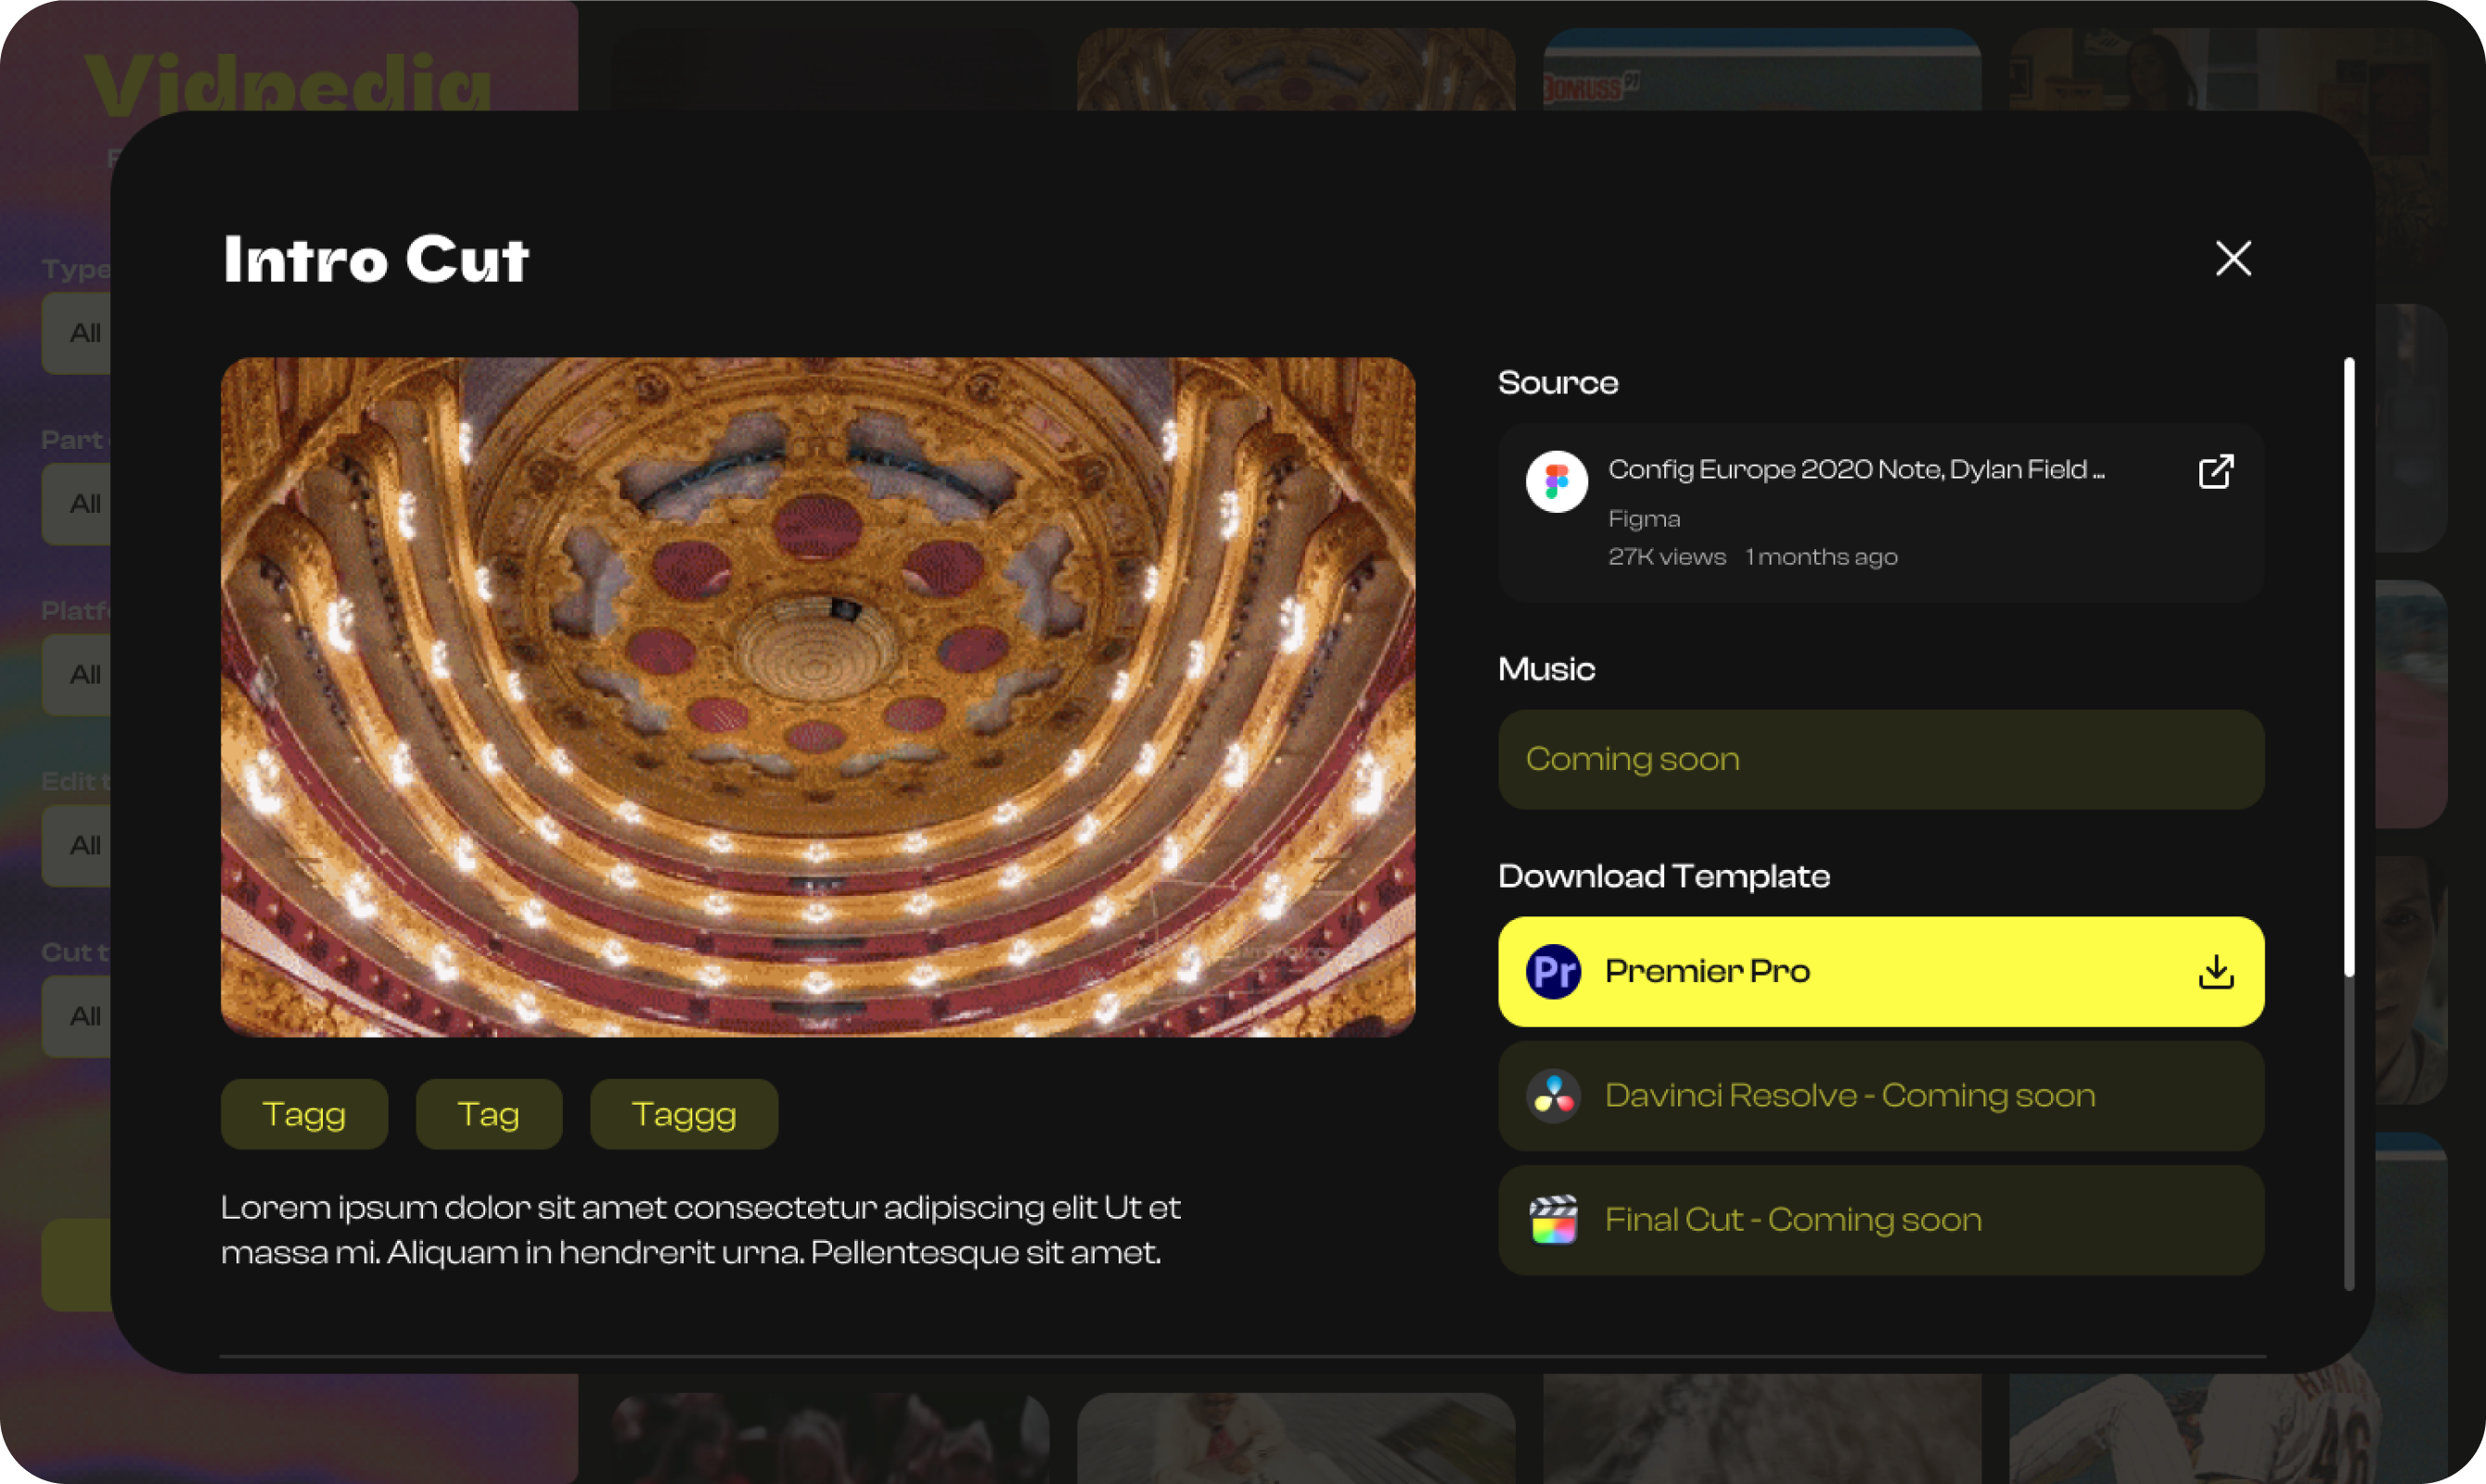 Vidpedia
Type
All
Part
All
All
Edit
All
Cut
All
DONRUSS 97
Intro Cut
Source
Config Europe 2020 Note, Dylan Field ...
Figma
27K views 1 months ago
Music
Coming soon
Download Template
Pr Premier Pro
Davinci Resolve - Coming soon
Final Cut - Coming soon
Tagg Tag Taggg
Lorem ipsum dolor sit amet consectetur adipiscing elit Ut et
massa mi. Aliquam in hendrerit urna. Pellentesque sit amet.